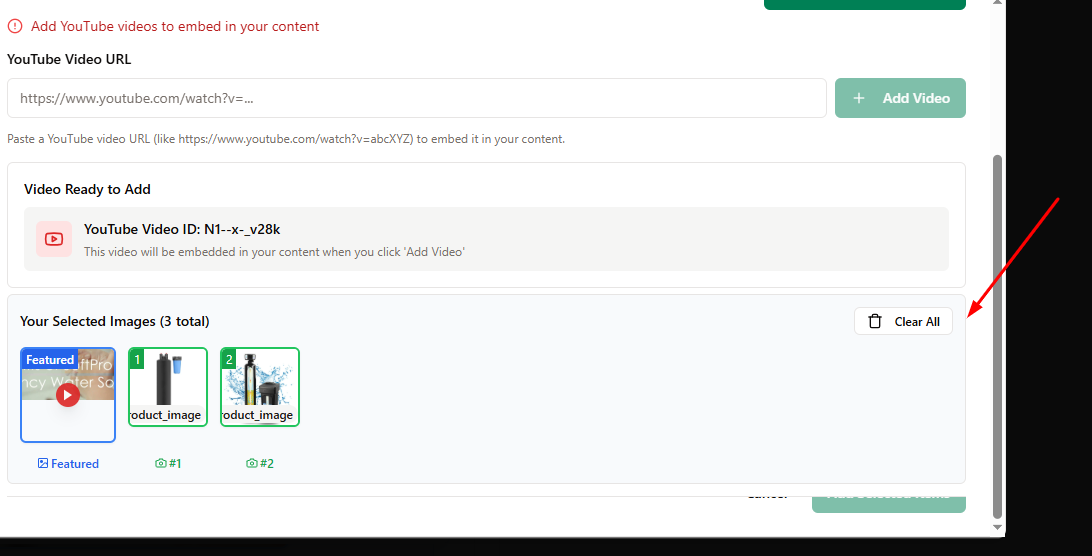 Add YouTube videos to embed in your content
YouTube Video URL
https://www.youtube.com/watch?v=...
Add Video
Paste a YouTube video URL (like https://www.youtube.com/watch?v=abcXYZ) to embed it in your content.
Video Ready to Add
YouTube Video ID: N1--x-_v28k
This video will be embedded in your content when you click 'Add Video'
Your Selected Images (3 total)
Clear All
Featured
1
roduct_image
2
roduct_image
Featured
#1
#2
Cancel